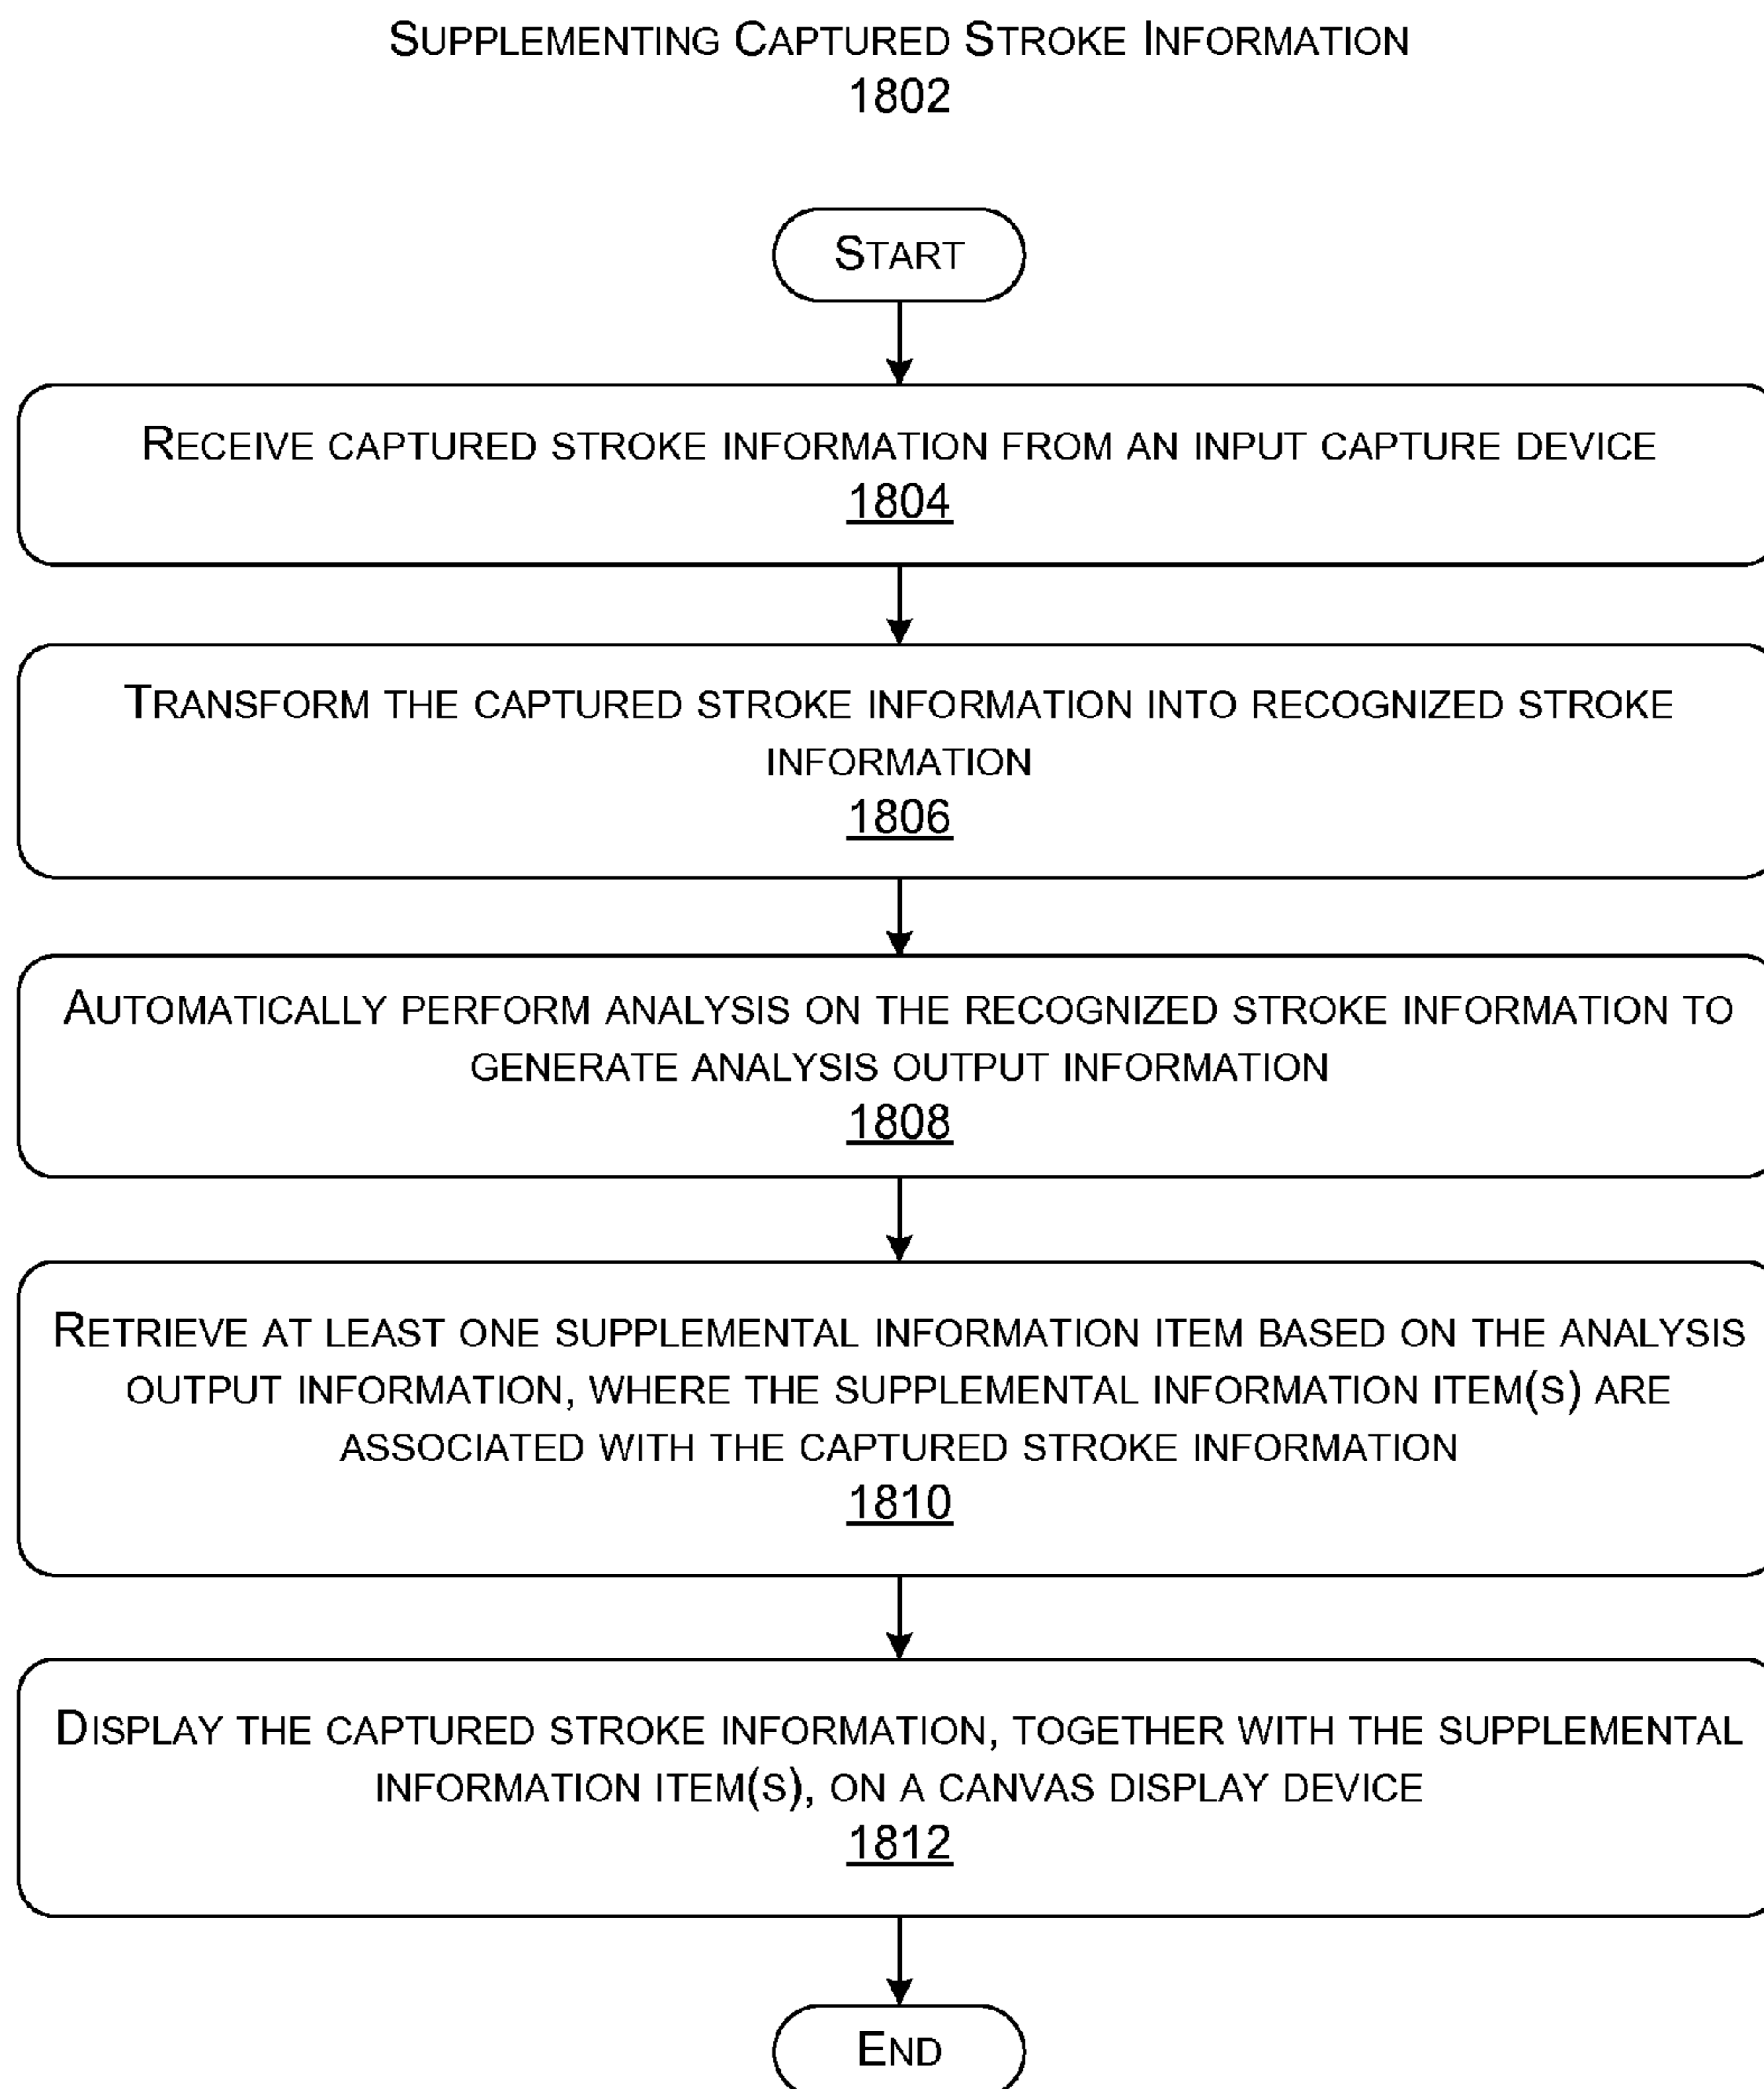 SUPPLEMENTING CAPTURED STROKE INFORMATION
1802
START
RECEIVE CAPTURED STROKE INFORMATION FROM AN INPUT CAPTURE DEVICE
1804
TRANSFORM THE CAPTURED STROKE INFORMATION INTO RECOGNIZED STROKE
INFORMATION
1806
AUTOMATICALLY PERFORM ANALYSIS ON THE RECOGNIZED STROKE INFORMATION TO
GENERATE ANALYSIS OUTPUT INFORMATION
1808
RETRIEVE AT LEAST ONE SUPPLEMENTAL INFORMATION ITEM BASED ON THE ANALYSIS
OUTPUT INFORMATION, WHERE THE SUPPLEMENTAL INFORMATION ITEM(S) ARE
ASSOCIATED WITH THE CAPTURED STROKE INFORMATION
1810
DISPLAY THE CAPTURED STROKE INFORMATION, TOGETHER WITH THE SUPPLEMENTAL
INFORMATION ITEM(S), ON A CANVAS DISPLAY DEVICE
1812
END